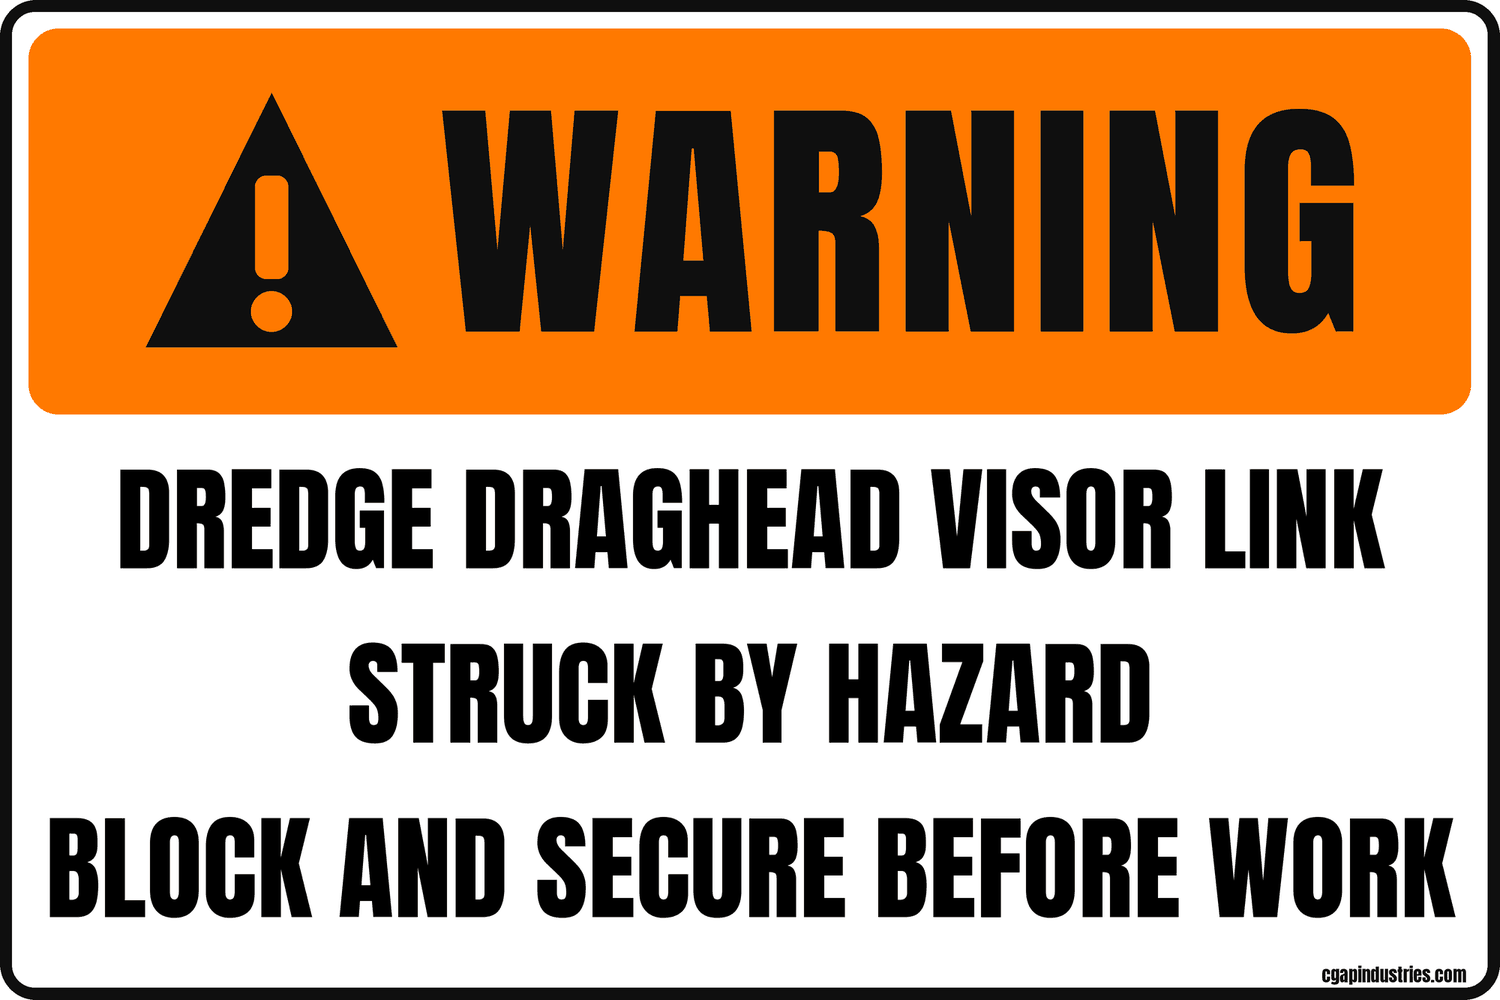 WARNING
DREDGE DRAGHEAD VISOR LINK
STRUCK BY HAZARD
BLOCK AND SECURE BEFORE WORK
cgapindustries.com